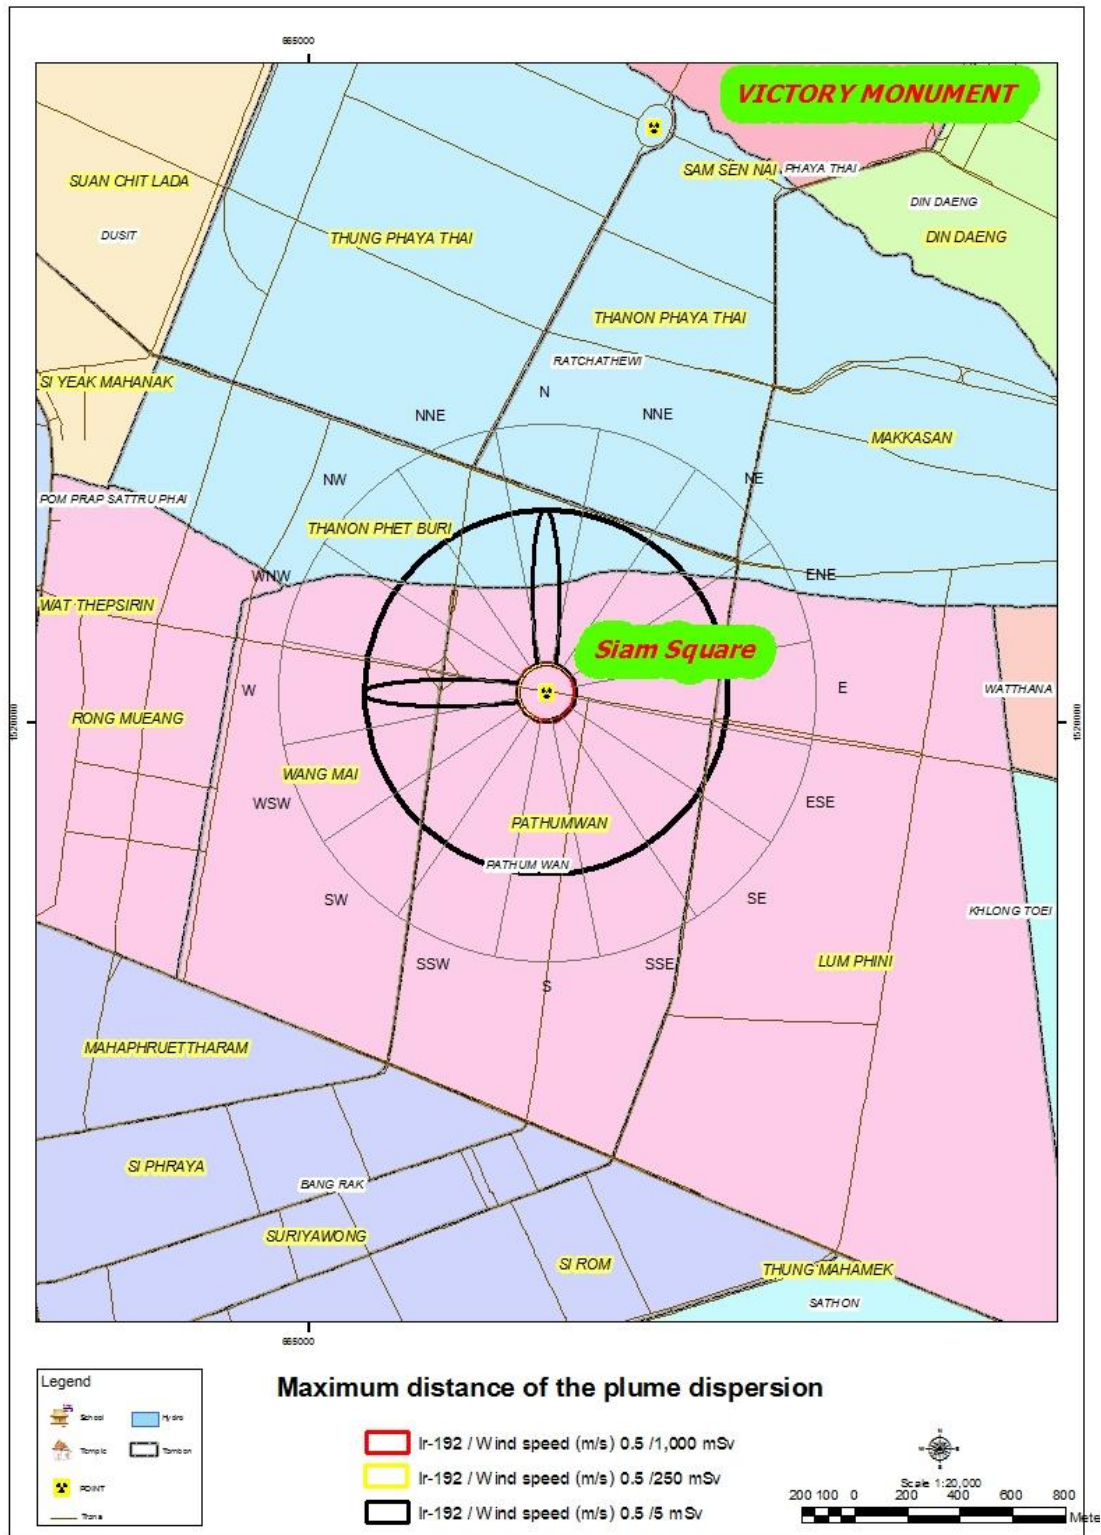 665000
VICTORY MONUMENT
SAM SEN NAI
PHAYA THAI
SUAN CHIT LADA
DIN DAENG
DUSIT
THUNG PHAYA THAI
DIN DAENG
THANON PHAYA THAI
RATCHATHEWI
SI YEAK MAHANAK
N
NNE
NNE
MAKKASAN
NW
NE
POM PRAP SATTRU PHAI
THANON PHET BURI
WNW
ENE
WAT THEPSIRIN
Siam Square
W
E
WATTHANA
RONG MUEANG
1520000
1520000
WANG MAI
WSW
ESE
PATHUMWAN
PATHUM WAN
SW
SE
KHLONG TOEI
SSW
SSE
LUM PHINI
S
MAHAPHRUETTHARAM
SI PHRAYA
BANG RAK
SURIYAWONG
SI ROM
THUNG MAHAMEK
SATHON
665000
Legend
School
Hydro
Temple
Tambon
POINT
Trans
Maximum distance of the plume dispersion
Ir-192 / Wind speed (m/s) 0.5 /1,000 mSv
Ir-192 / Wind speed (m/s) 0.5 /250 mSv
Ir-192 / Wind speed (m/s) 0.5 /5 mSv
N
W E
S
Scale 1:20,000
200 100 0 200 400 600 800
Mete